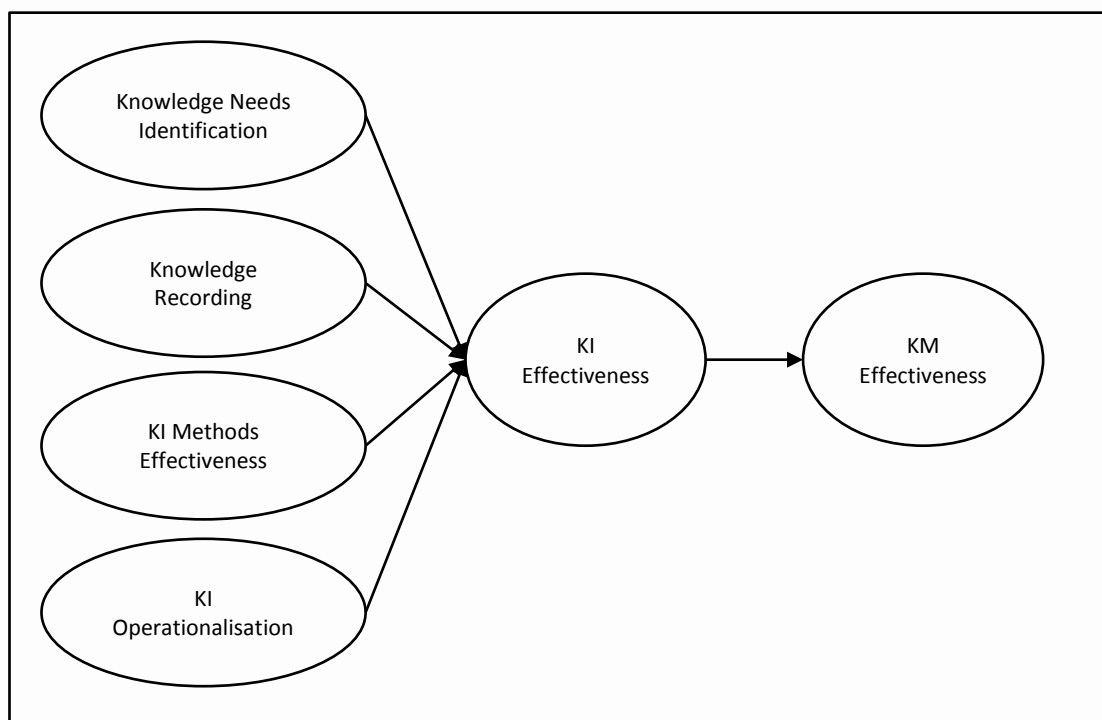 Knowledge Needs
Identification
Knowledge
Recording
KI Methods
Effectiveness
KI
Operationalisation
KI
Effectiveness
KM
Effectiveness